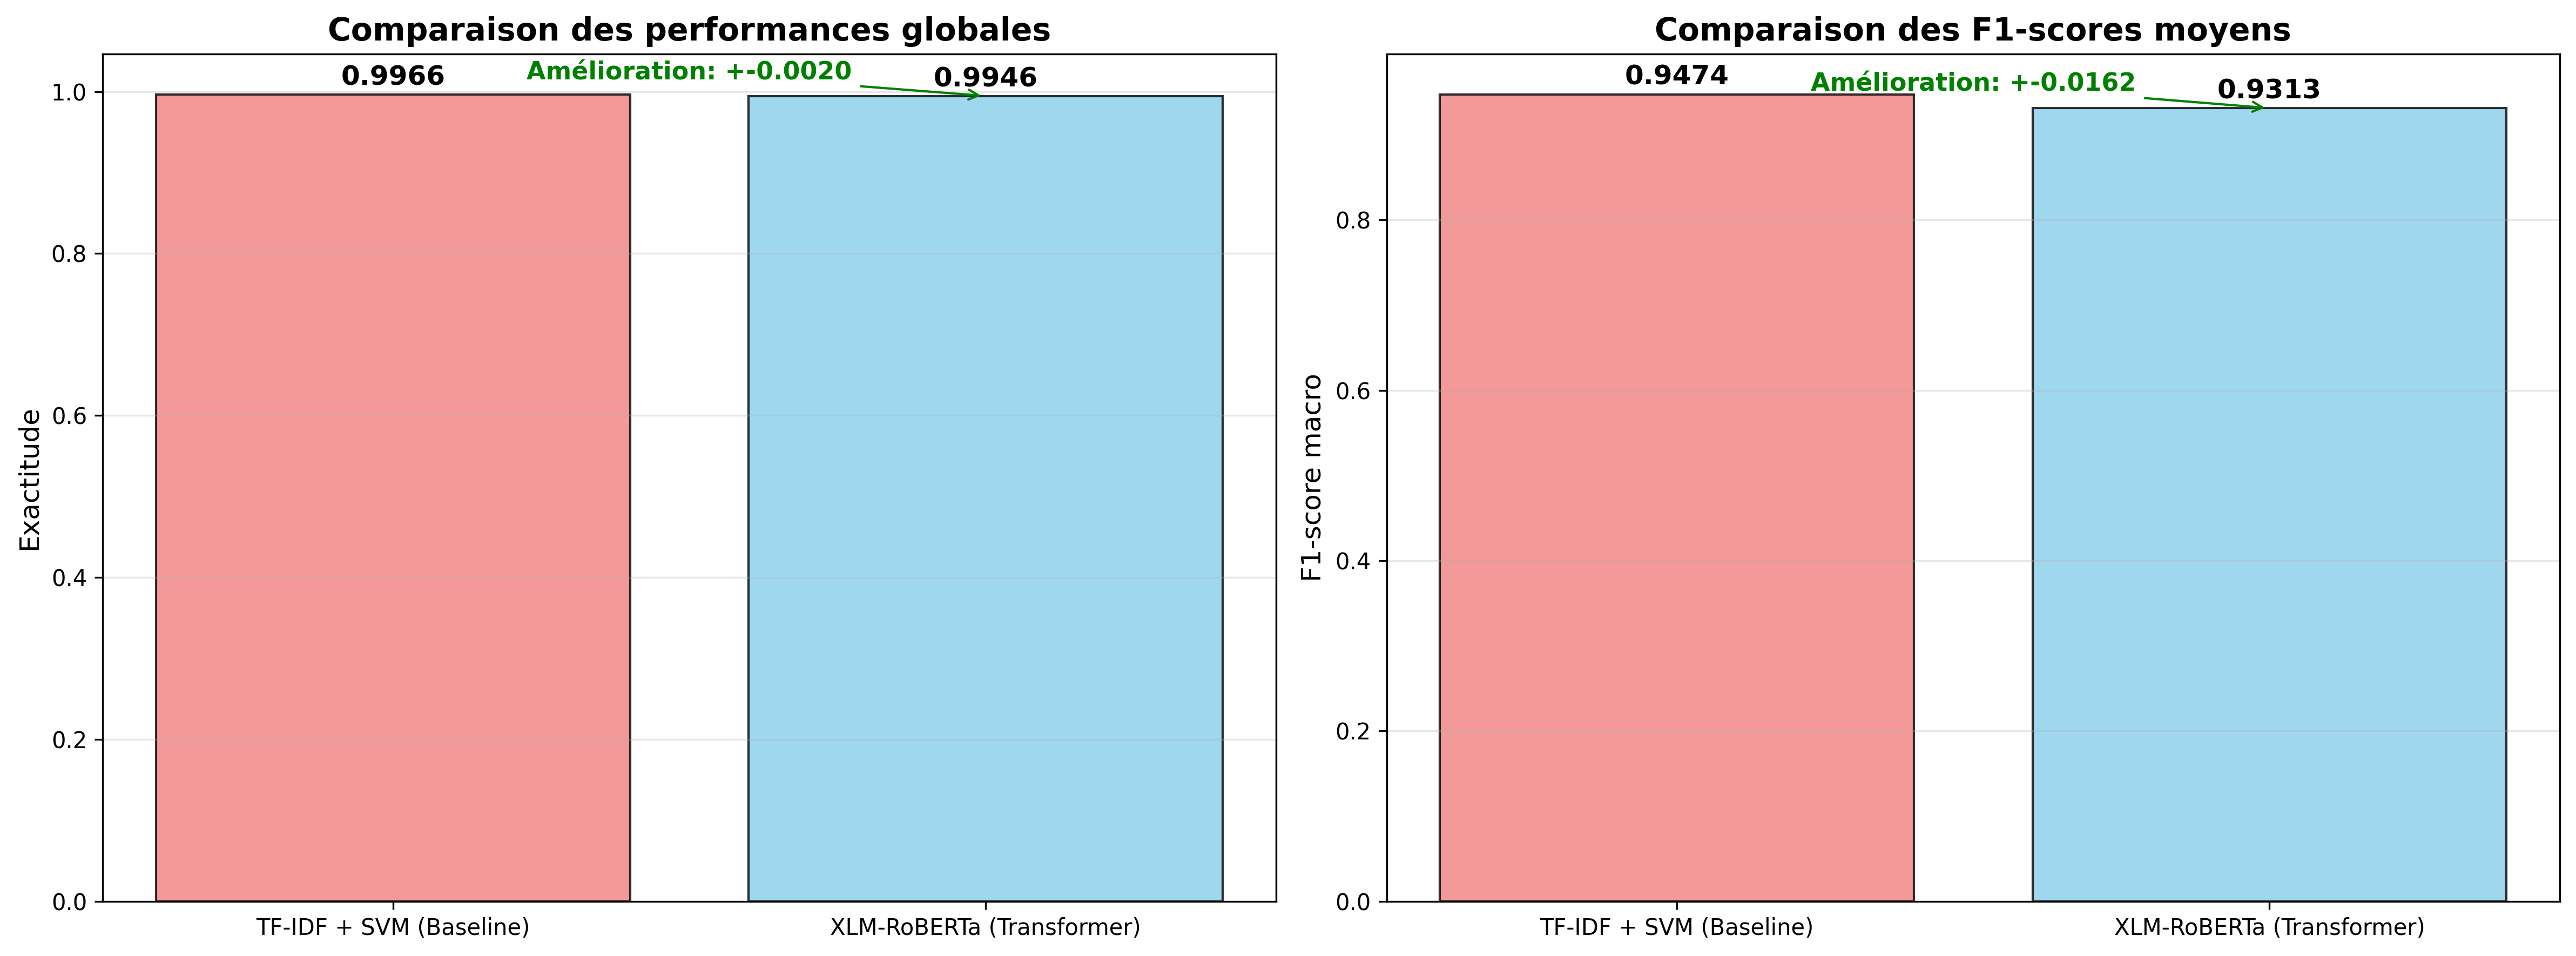 Comparaison des performances globales
0.9966
Amélioration: +-0.0020
0.9946
1.0
0.8
0.6
0.4
0.2
0.0
Exactitude
TF-IDF + SVM (Baseline)
XLM-RoBERTa (Transformer)
Comparaison des F1-scores moyens
0.9474
Amélioration: +-0.0162
0.9313
0.8
0.6
0.4
0.2
0.0
F1-score macro
TF-IDF + SVM (Baseline)
XLM-RoBERTa (Transformer)